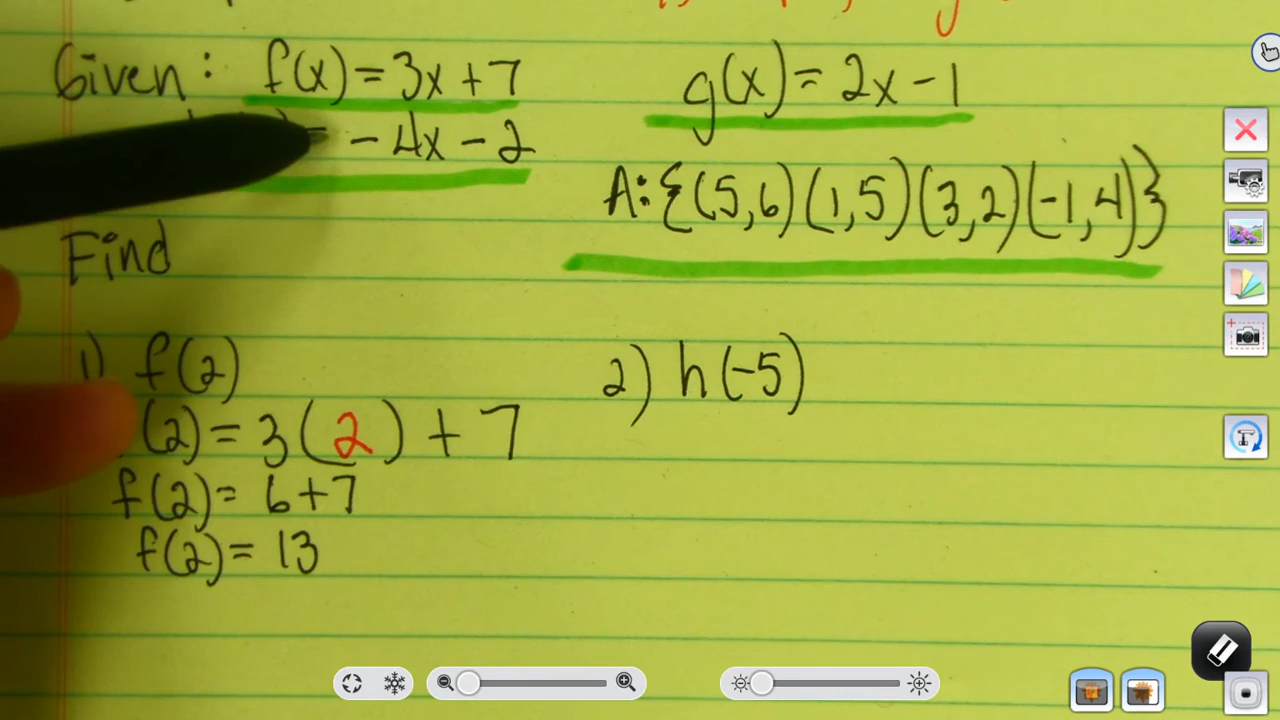 Given: f(x) = 3x + 7
g(x) = 2x - 1
= - 4x - 2
A: {(5,6)(1,5)(3,2)(-1,4)}
Find
1) f(2)
2) h(-5)
(2) = 3(2) + 7
f(2) = 6 + 7
f(2) = 13